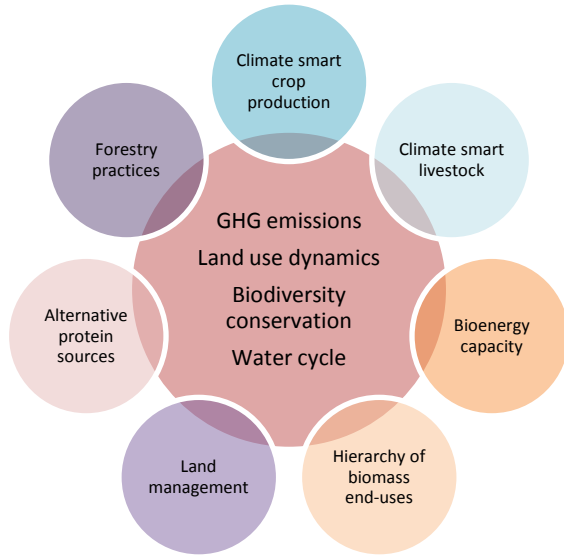 Climate smart
crop
production
Climate smart
livestock
Bioenergy
capacity
Hierarchy of
biomass
end-uses
Land
management
Alternative
protein
sources
Forestry
practices
GHG emissions
Land use dynamics
Biodiversity
conservation
Water cycle